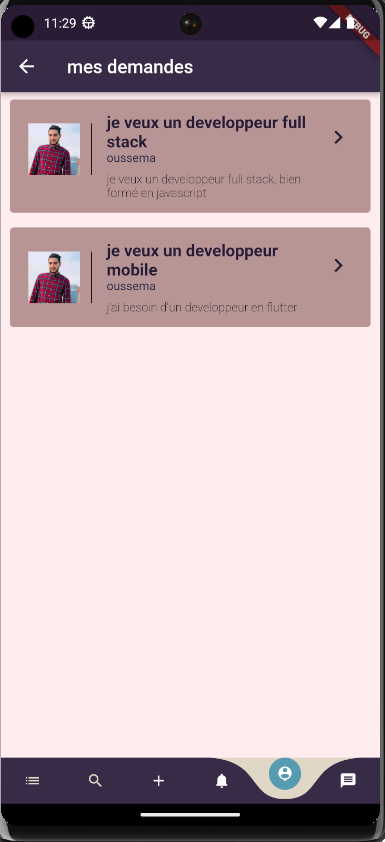 11:29
DEBUG
mes demandes
je veux un developpeur full
stack
oussema
je veux un developpeur full stack, bien
formé en javascript
je veux un developpeur
mobile
oussema
j'ai besoin d'un developpeur en flutter